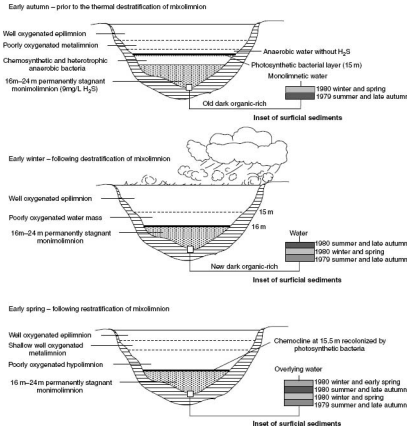 Early autumn – prior to the thermal destratification of mixolimnion
Well oxygenated epilimnion
Poorly oxygenated metalimnion
Chemosynthetic and heterotrophic
anaerobic bacteria
16m–24 m permanently stagnant
monimolimnion (9mg/L H₂S)
Anaerobic water without H₂S
Photosynthetic bacterial layer (15 m)
Monolimnetic water
1980 winter and spring
1979 summer and late autumn
Old dark organic-rich
Inset of surficial sediments
Early winter – following destratification of mixolimnion
Well oxygenated epilimnion
Poorly oxygenated water mass
16m–24m permanently stagnant
monimolimnion
15 m
16 m
Water
1980 summer and late autumn
1980 winter and spring
1979 summer and late autumn
New dark organic-rich
Inset of surficial sediments
Early spring – following restratification of mixolimnion
Well oxygenated epilimnion
Shallow well oxygenated
metalimnion
Poorly oxygenated hypolimnion
16 m–24m permanently stagnant
monimolimnion
Chemocline at 15.5 m recolonized by
photosynthetic bacteria
Overlying water
1980 winter and early spring
1980 summer and late autumn
1980 winter and spring
1979 summer and late autumn
Inset of surficial sediments